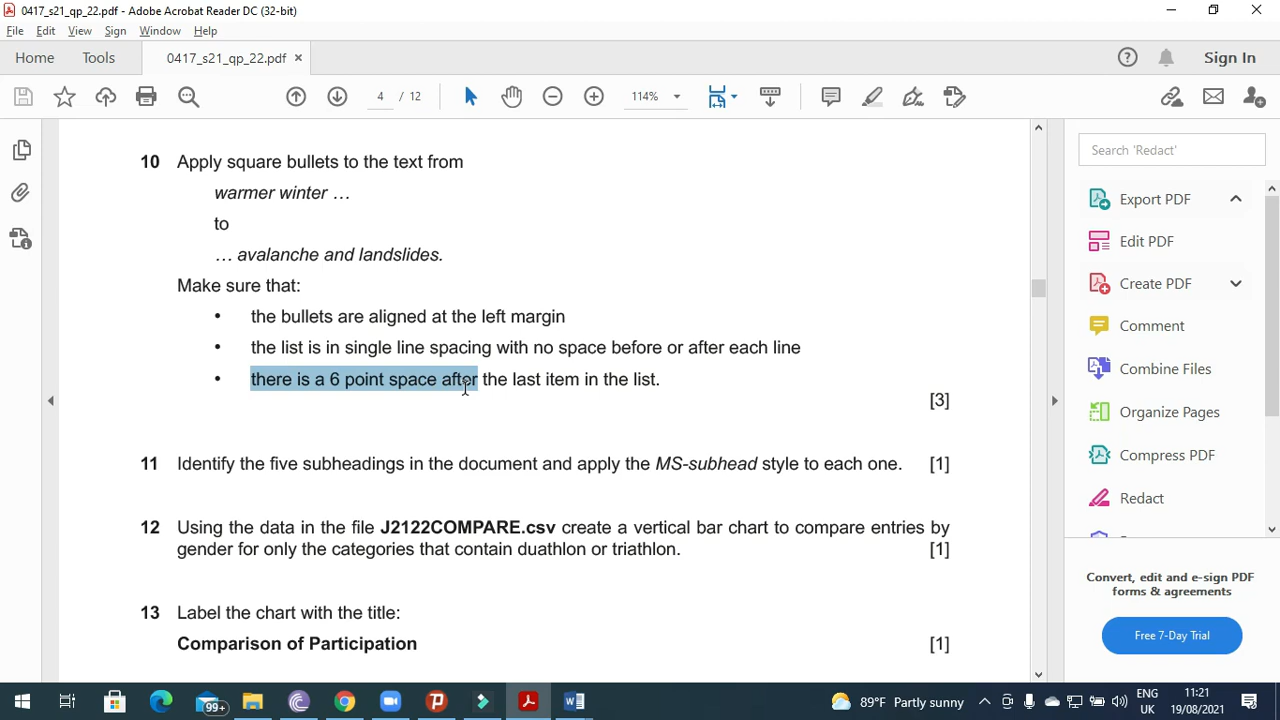 0417_s21_qp_22.pdf - Adobe Acrobat Reader DC (32-bit)
File Edit View Sign Window Help
Home Tools 0417_s21_qp_22.pdf × Sign In
4 / 12 114%
10 Apply square bullets to the text from
warmer winter …
to
… avalanche and landslides.
Make sure that:
• the bullets are aligned at the left margin
• the list is in single line spacing with no space before or after each line
• there is a 6 point space after the last item in the list.
[3]
11 Identify the five subheadings in the document and apply the MS-subhead style to each one. [1]
12 Using the data in the file J2122COMPARE.csv create a vertical bar chart to compare entries by
gender for only the categories that contain duathlon or triathlon. [1]
13 Label the chart with the title:
Comparison of Participation [1]
Search 'Redact'
Export PDF
Edit PDF
Create PDF
Comment
Combine Files
Organize Pages
Compress PDF
Redact
Convert, edit and e-sign PDF
forms & agreements
Free 7-Day Trial
99+ 89°F Partly sunny ENG 11:21
UK 19/08/2021